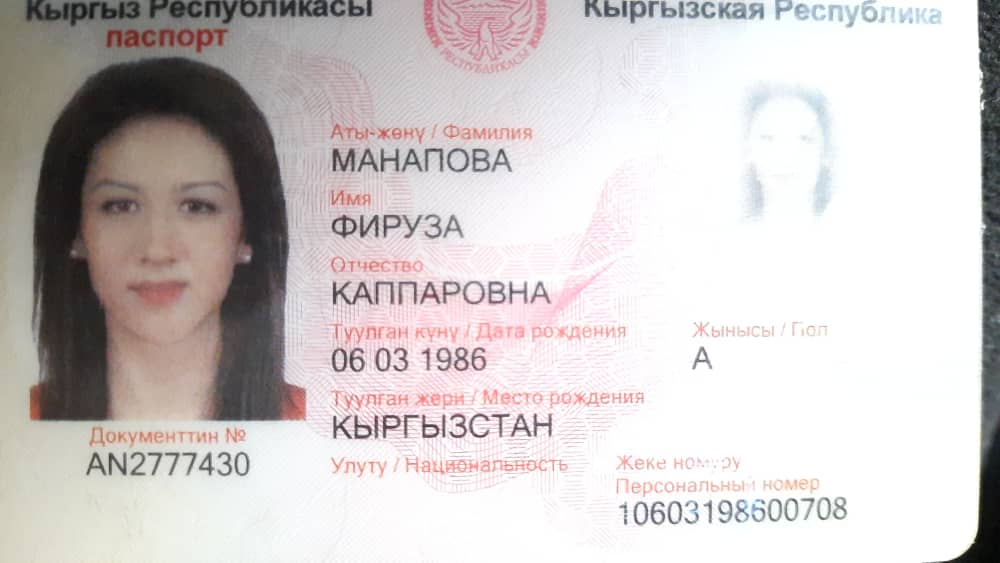 Кыргыз Республикасы
Кыргызская Республика
паспорт
РЕСПУБЛИКАСЫ
Аты-жөнү / Фамилия
МАНАПОВА
Имя
ФИРУЗА
Отчество
КАППАРОВНА
Туулган күнү / Дата рождения
06 03 1986
Жынысы / Пол
А
Туулган жери / Место рождения
КЫРГЫЗСТАН
Документтин №
AN2777430
Улуту / Национальность
Жеке номуру
Персональный номер
10603198600708